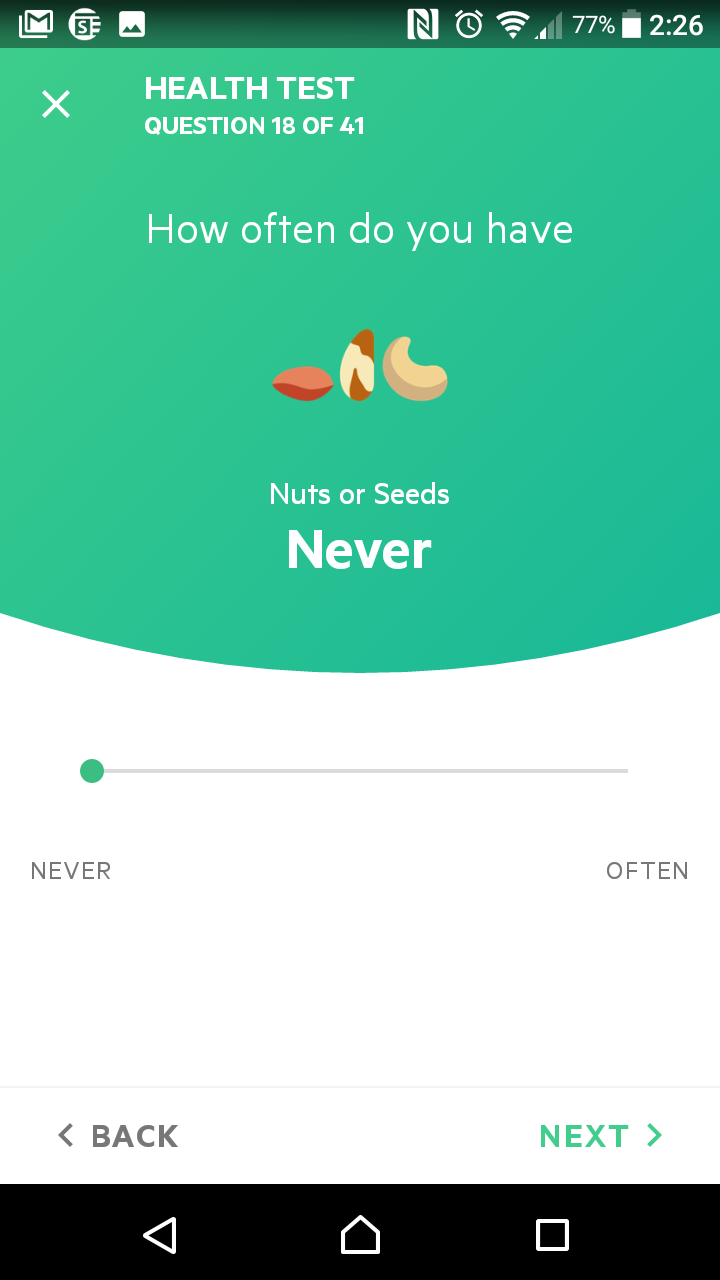 77% 2:26
HEALTH TEST
QUESTION 18 OF 41
How often do you have
Nuts or Seeds
Never
NEVER OFTEN
BACK NEXT